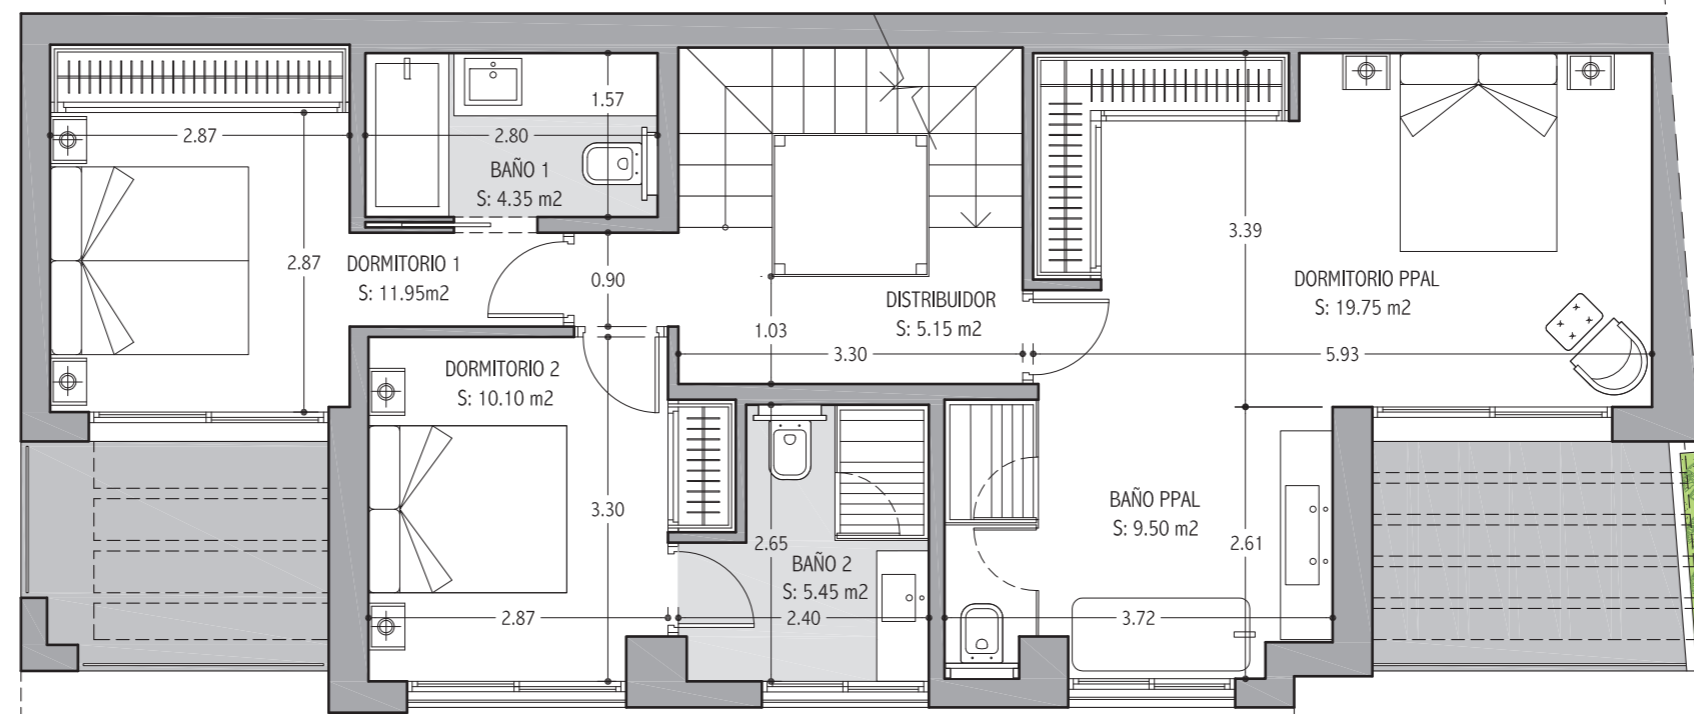 1.57
2.87
2.80
BAÑO 1
S: 4.35 m2
3.39
2.87
DORMITORIO 1
S: 11.95m2
0.90
DISTRIBUIDOR
S: 5.15 m2
DORMITORIO PPAL
S: 19.75 m2
1.03
3.30
5.93
DORMITORIO 2
S: 10.10 m2
3.30
BAÑO PPAL
S: 9.50 m2
2.65
2.61
BAÑO 2
S: 5.45 m2
2.87
2.40
3.72